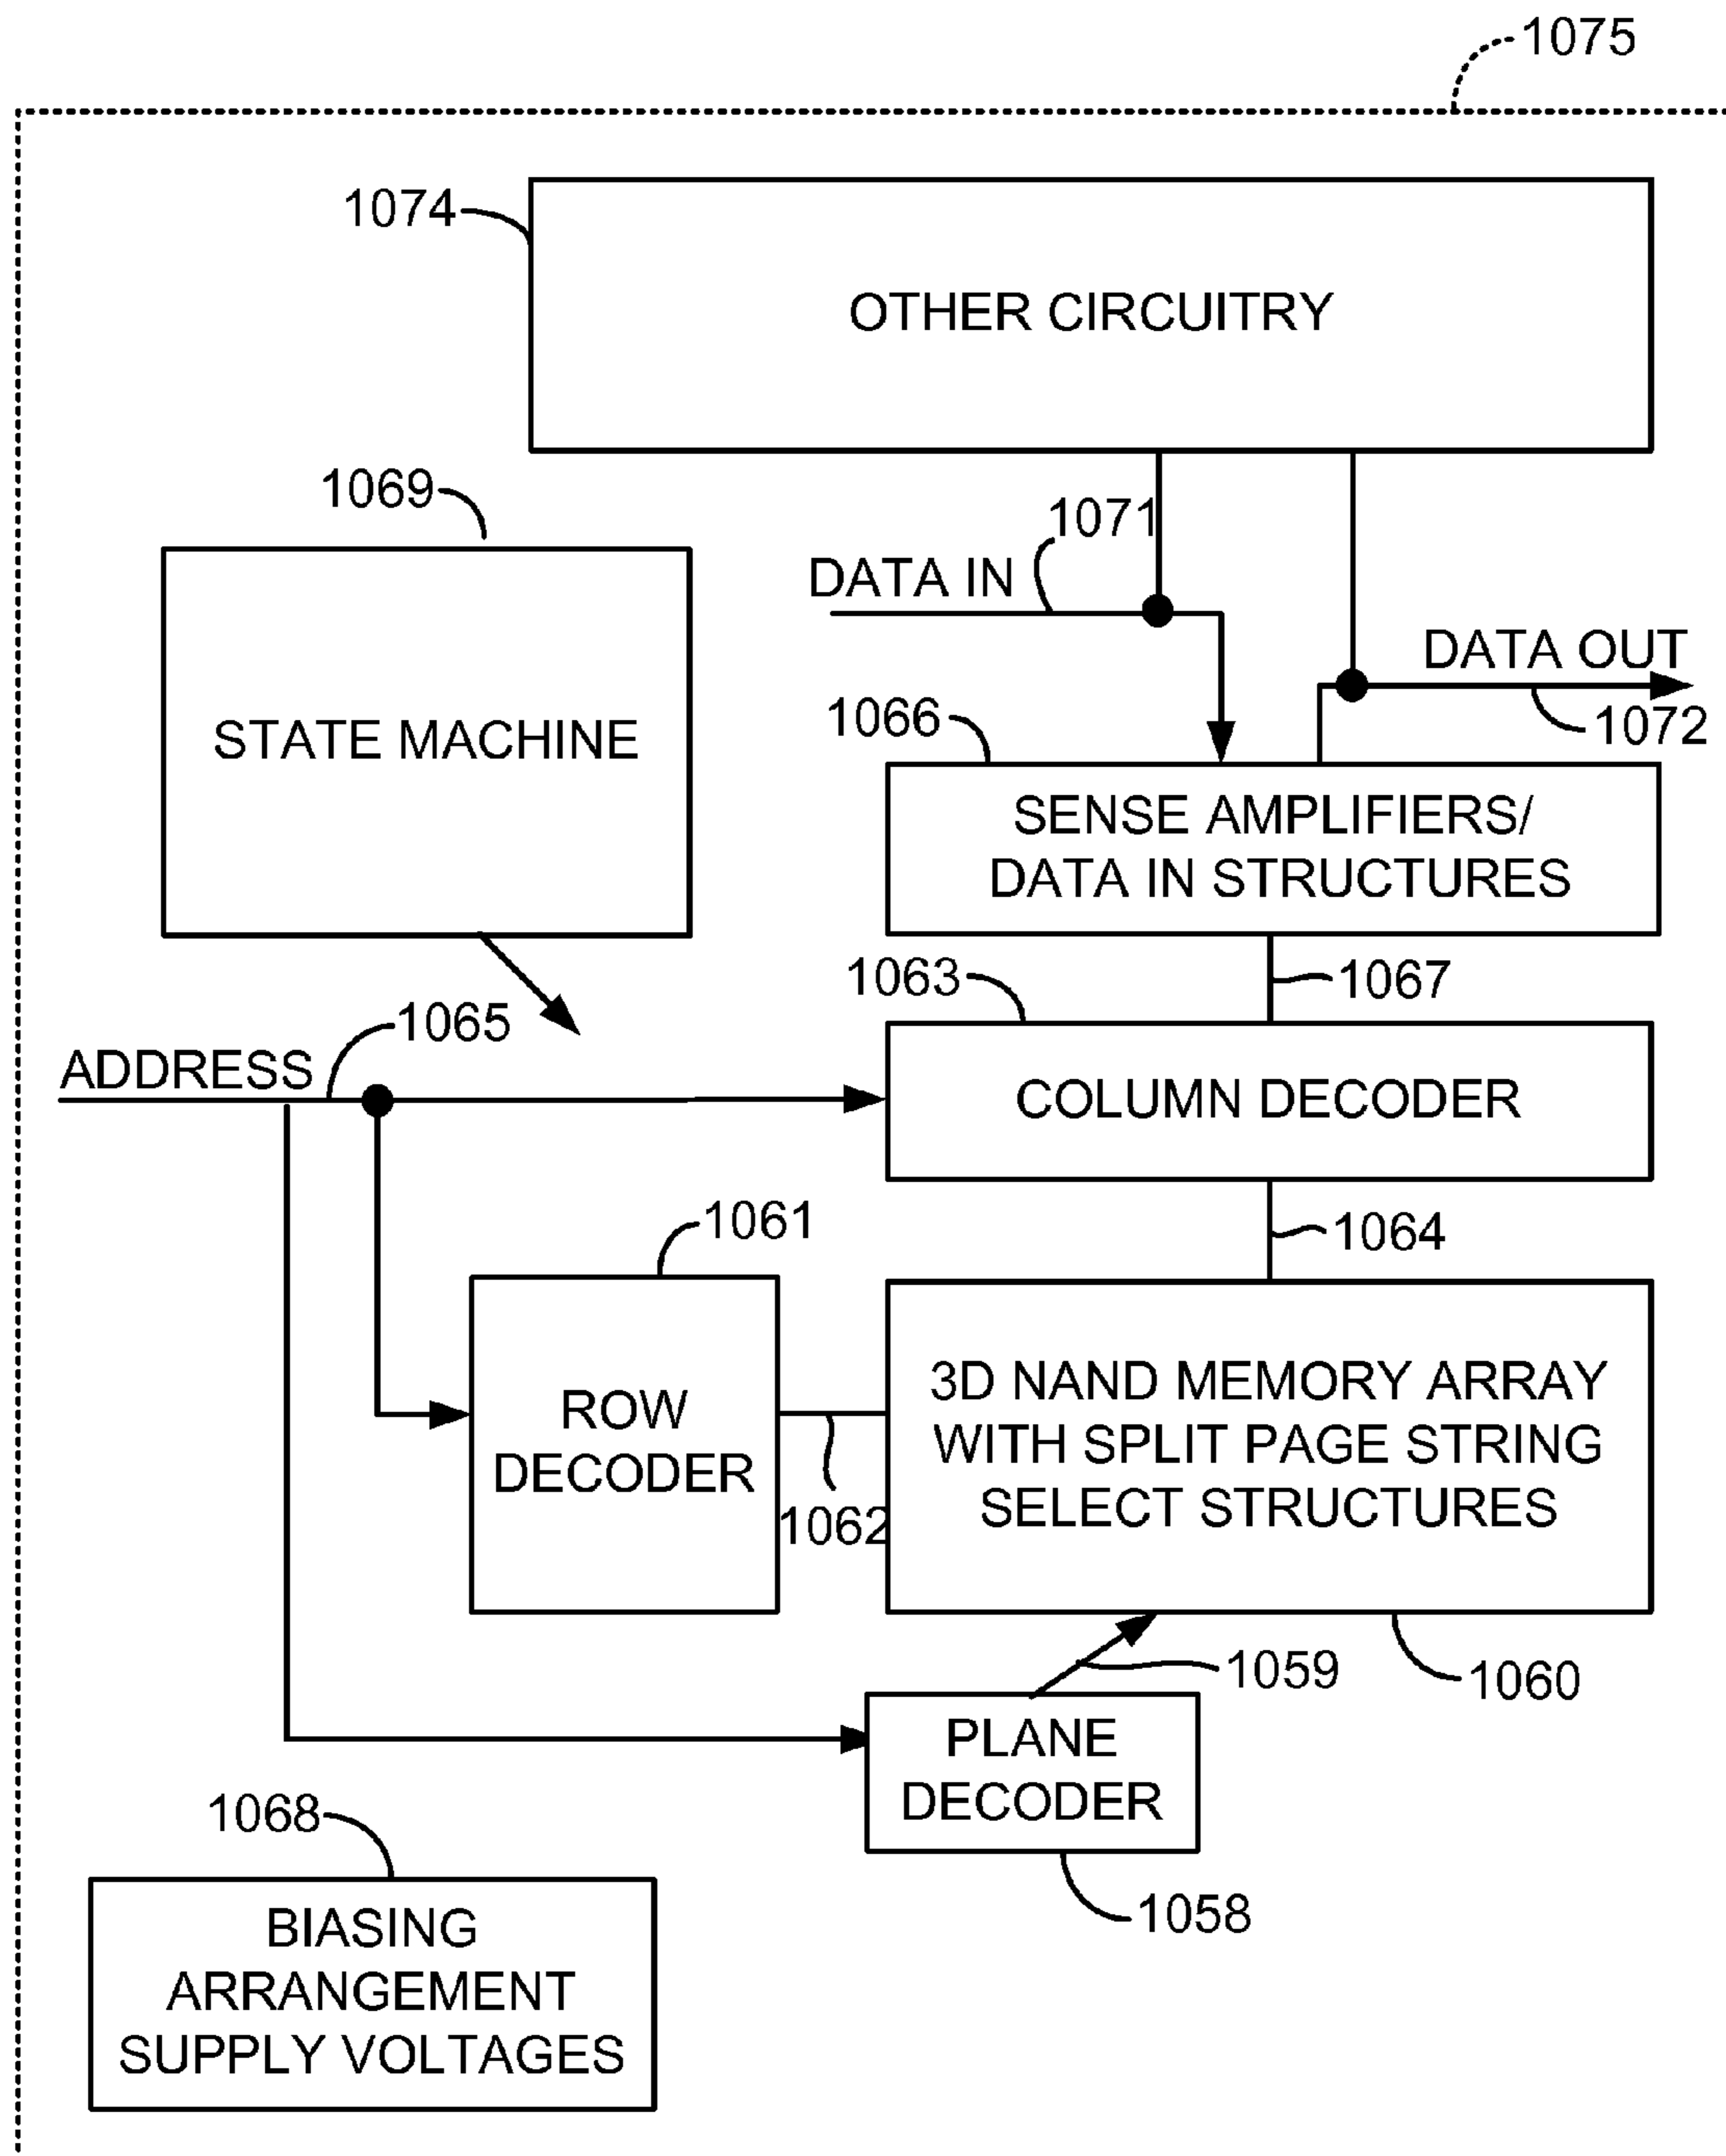 1075
1074
OTHER CIRCUITRY
1069
1071
DATA IN
DATA OUT
1072
STATE MACHINE
1066
SENSE AMPLIFIERS/
DATA IN STRUCTURES
1063
1067
1065
ADDRESS
COLUMN DECODER
1061
1064
ROW
DECODER
1062
3D NAND MEMORY ARRAY
WITH SPLIT PAGE STRING
SELECT STRUCTURES
1059
1060
PLANE
DECODER
1058
1068
BIASING
ARRANGEMENT
SUPPLY VOLTAGES